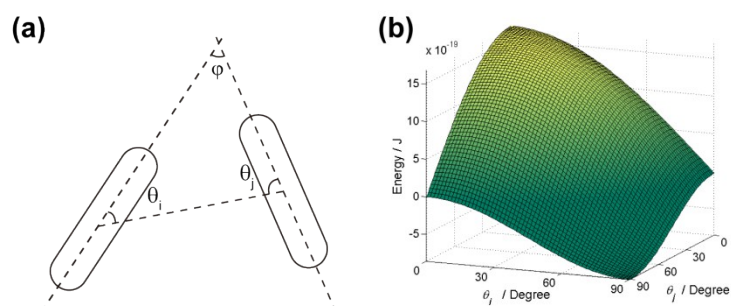 (a)
φ
θi
θj
(b)
x 10-19
15
10
5
0
-5
Energy / J
0
30
60
90
θi / Degree
90
60
30
0
θj / Degree